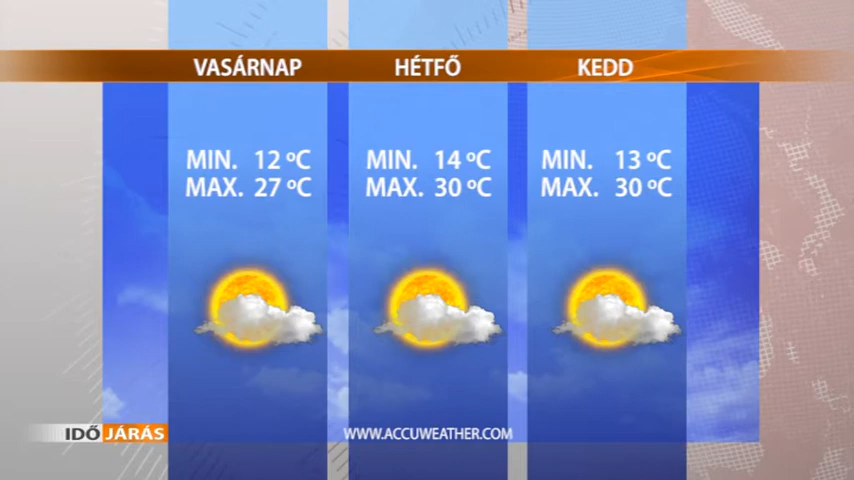 VASÁRNAP HÉTFŐ KEDD
MIN. 12 ºC MIN. 14 ºC MIN. 13 ºC
MAX. 27 ºC MAX. 30 ºC MAX. 30 ºC
IDŐJÁRÁS WWW.ACCUWEATHER.COM